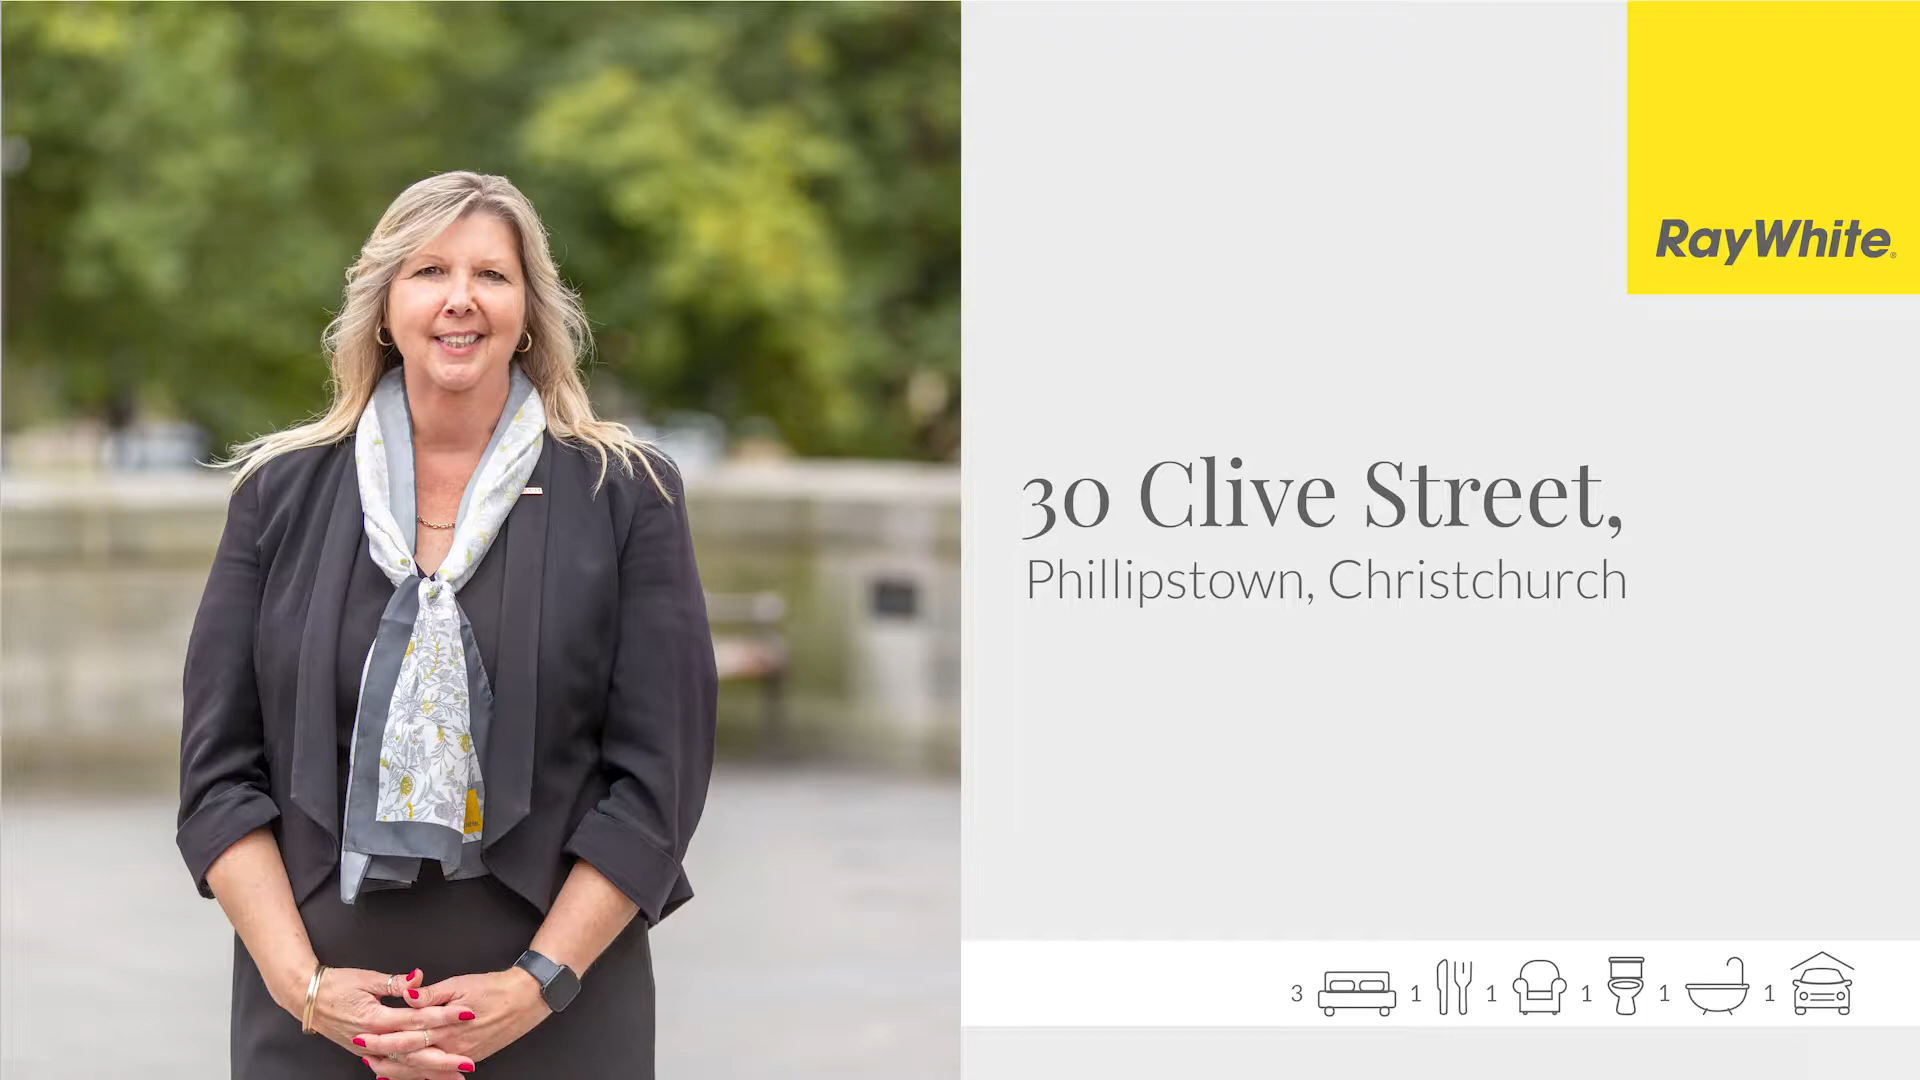 RayWhite
30 Clive Street,
Phillipstown, Christchurch
3 1 1 1 1 1